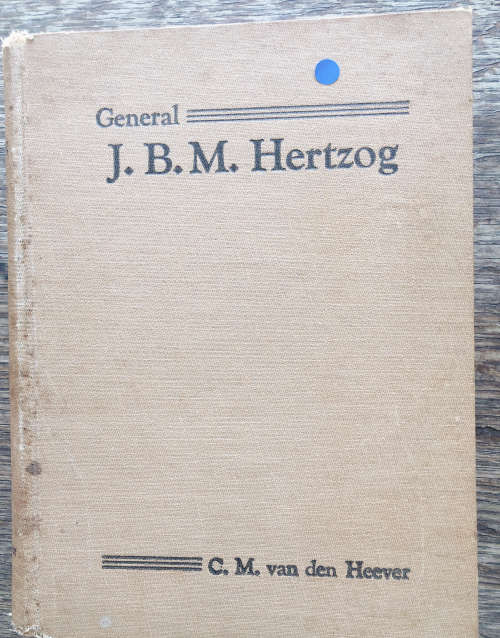 General
J. B. M. Hertzog
C. M. van den Heever